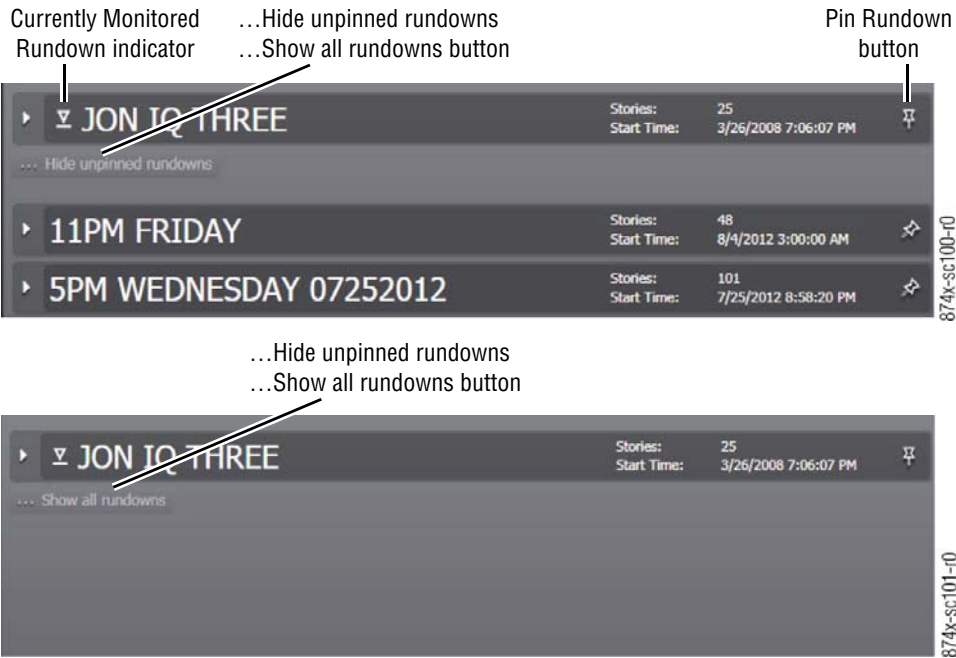 Currently Monitored
Rundown indicator
…Hide unpinned rundowns
…Show all rundowns button
Pin Rundown
button
JON IQ THREE
Stories: 25
Start Time: 3/26/2008 7:06:07 PM
... Hide unpinned rundowns
11PM FRIDAY
Stories: 48
Start Time: 8/4/2012 3:00:00 AM
5PM WEDNESDAY 07252012
Stories: 101
Start Time: 7/25/2012 8:58:20 PM
874x-sc100-r0
…Hide unpinned rundowns
…Show all rundowns button
JON IQ THREE
Stories: 25
Start Time: 3/26/2008 7:06:07 PM
... Show all rundowns
874x-sc101-r0